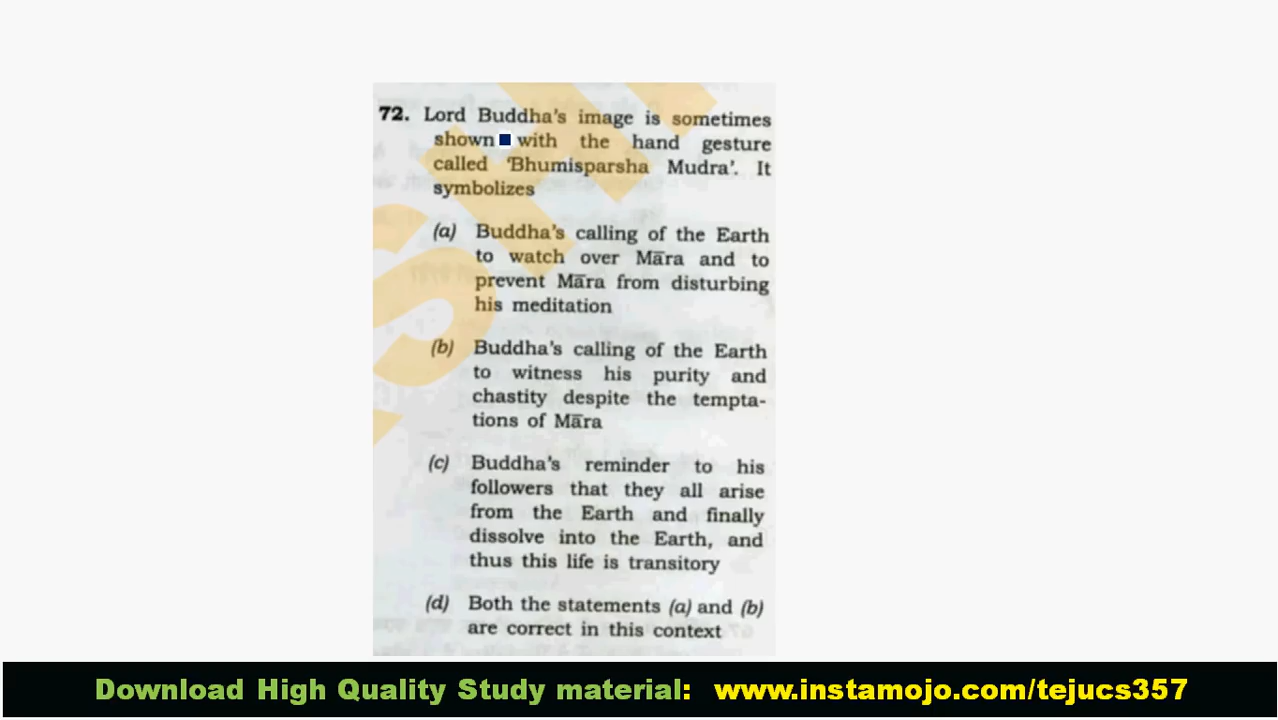 72. Lord Buddha's image is sometimes
shown with the hand gesture
called 'Bhumisparsha Mudra'. It
symbolizes
(a) Buddha's calling of the Earth
to watch over Māra and to
prevent Māra from disturbing
his meditation
(b) Buddha's calling of the Earth
to witness his purity and
chastity despite the tempta-
tions of Māra
(c) Buddha's reminder to his
followers that they all arise
from the Earth and finally
dissolve into the Earth, and
thus this life is transitory
(d) Both the statements (a) and (b)
are correct in this context
Download High Quality Study material: www.instamojo.com/tejucs357